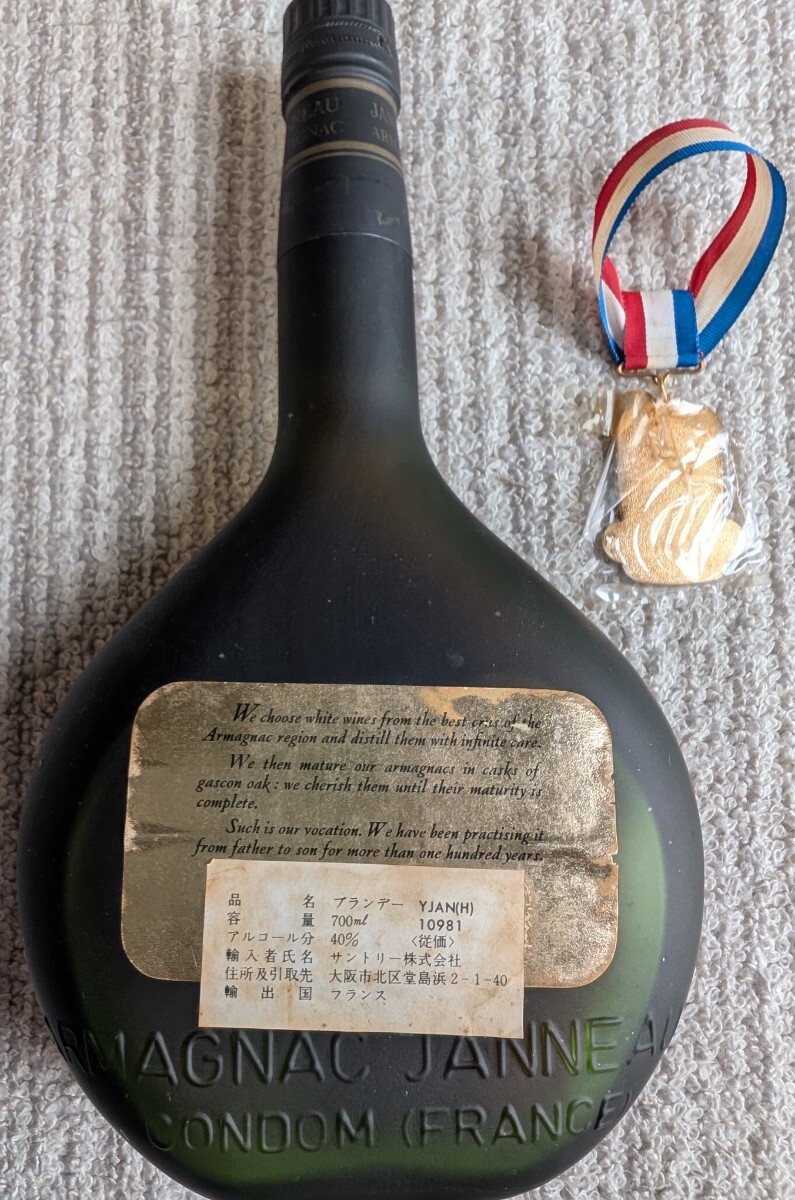 NEAU JAN
GNAC AR
We choose white wines from the best crus of the
Armagnac region and distill them with infinite care.
We then mature our armagnacs in casks of
gascon oak : we cherish them until their maturity is
complete.
Such is our vocation. We have been practising it
from father to son for more than one hundred years.
品 名 ブランデー YJAN(H)
容 量 700ml 10981
アルコール分 40% 〈従価〉
輸入者氏名 サントリー株式会社
住所及引取先 大阪市北区堂島浜2-1-40
輸 出 国 フランス
ARMAGNAC JANNEAU
CONDOM (FRANCE)